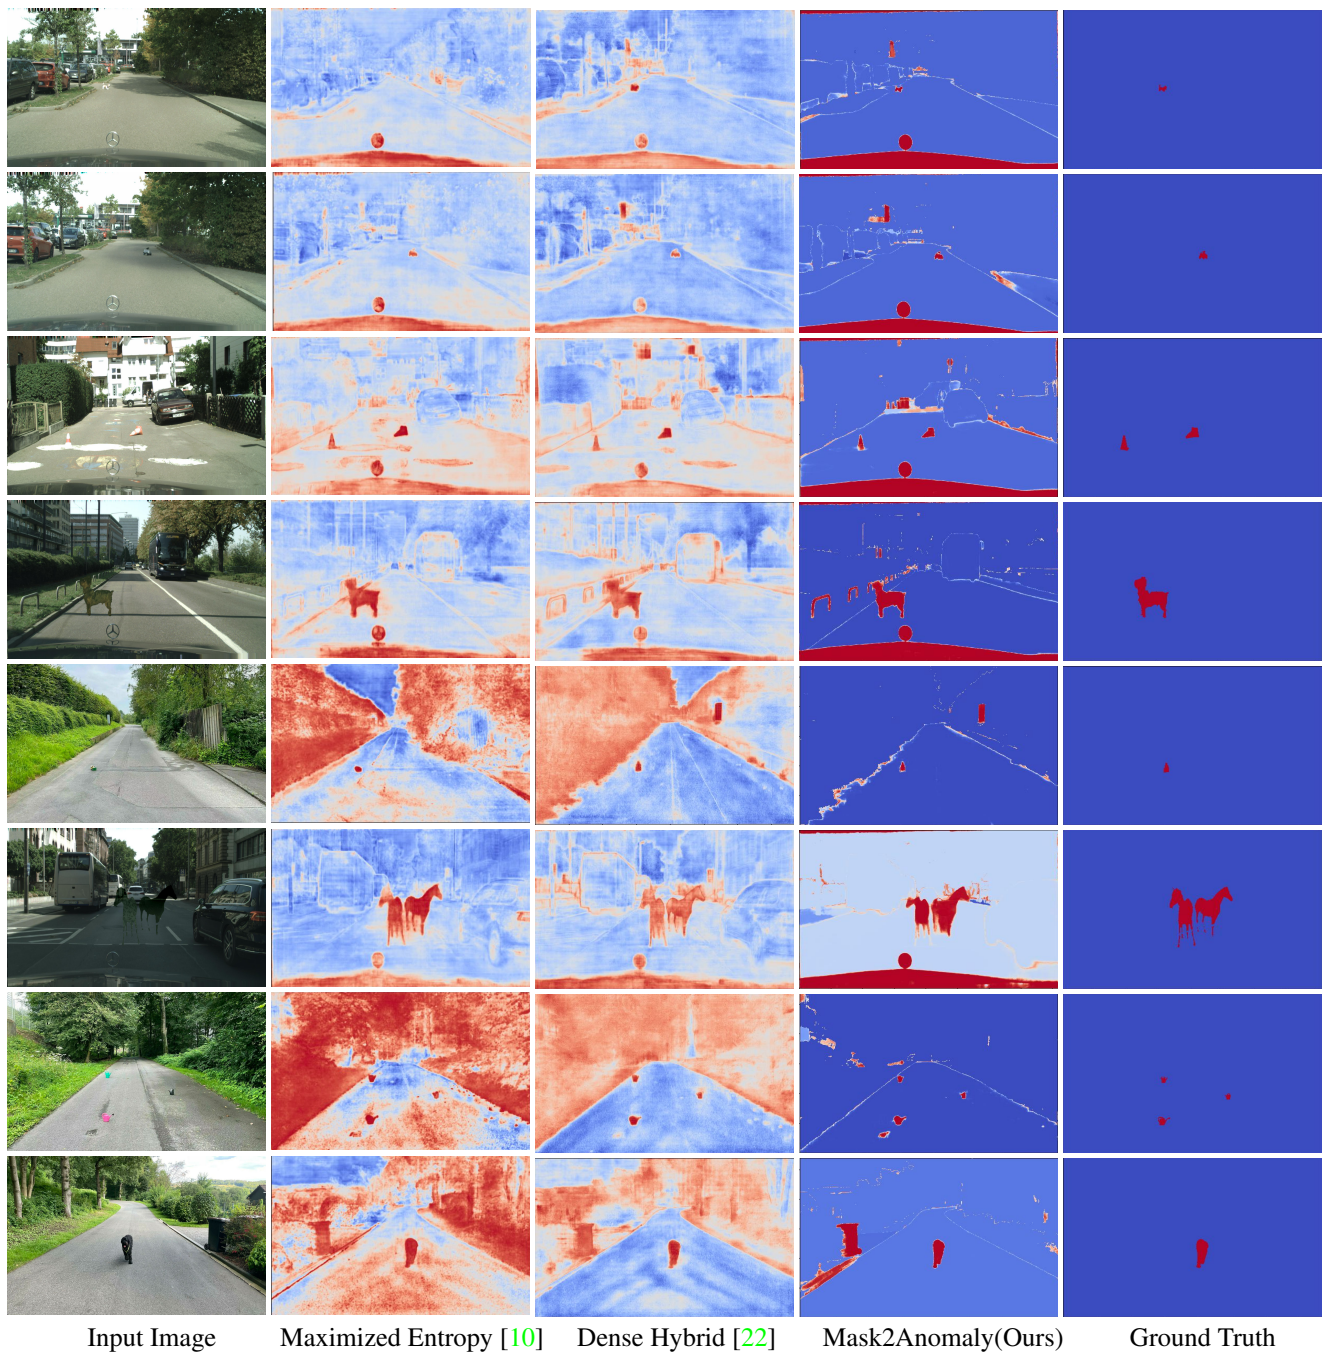 Input Image
Maximized Entropy [10]
Dense Hybrid [22]
Mask2Anomaly(Ours)
Ground Truth